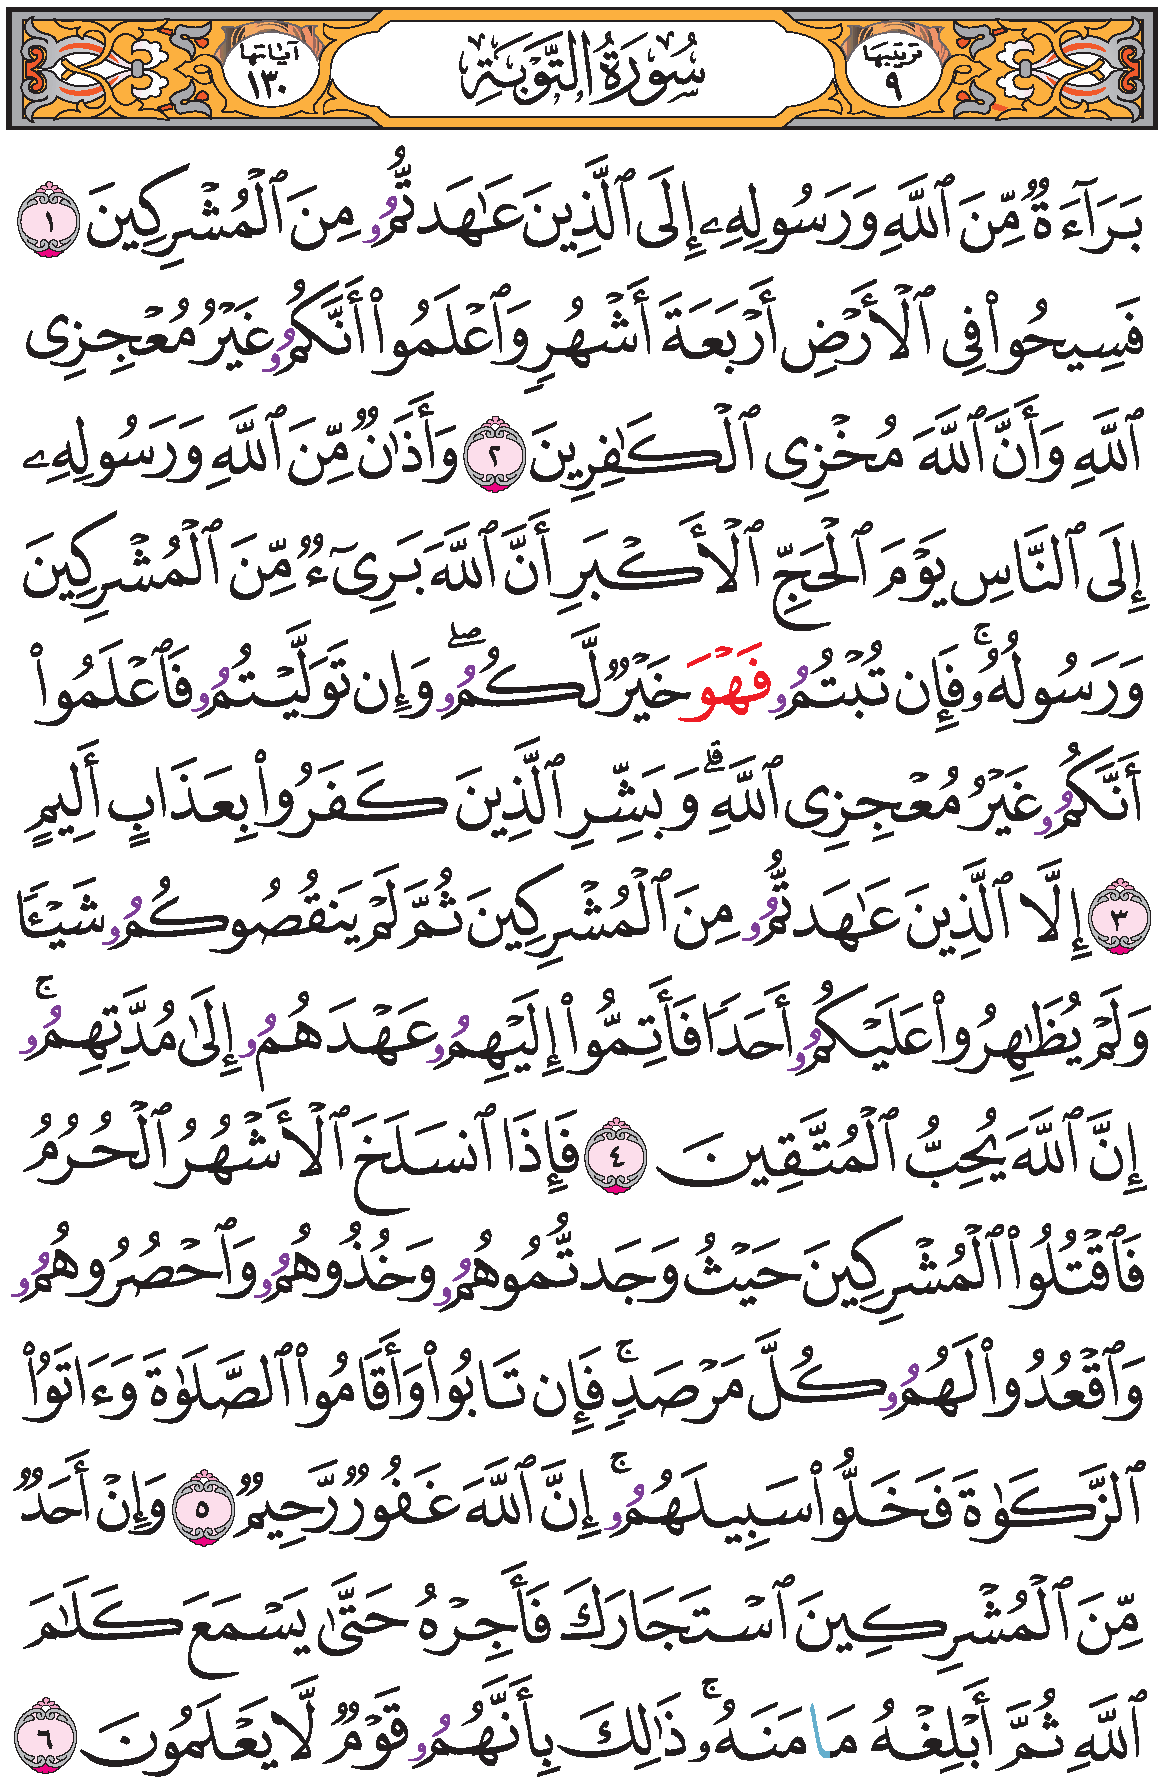 ترتيبها ٩ سُورَةُ التَّوۡبَةِ آياتها ١٣٠
بَرَآءَةٞ مِّنَ ٱللَّهِ وَرَسُولِهِۦٓ إِلَى ٱلَّذِينَ عَٰهَدتُّمُۥ مِنَ ٱلۡمُشۡرِكِينَ ١
فَسِيحُواْ فِي ٱلۡأَرۡضِ أَرۡبَعَةَ أَشۡهُرٖ وَٱعۡلَمُوٓاْ أَنَّكُمُۥ غَيۡرُ مُعۡجِزِي
ٱللَّهِ وَأَنَّ ٱللَّهَ مُخۡزِي ٱلۡكَٰفِرِينَ ٢ وَأَذَٰنٞ مِّنَ ٱللَّهِ وَرَسُولِهِۦٓ
إِلَى ٱلنَّاسِ يَوۡمَ ٱلۡحَجِّ ٱلۡأَكۡبَرِ أَنَّ ٱللَّهَ بَرِيٓءٞ مِّنَ ٱلۡمُشۡرِكِينَ
وَرَسُولُهُۥۚ فَإِن تُبۡتُمُۥ فَهۡوَ خَيۡرٞ لَّكُمُۥۖ وَإِن تَوَلَّيۡتُمُۥ فَٱعۡلَمُوٓاْ
أَنَّكُمُۥ غَيۡرُ مُعۡجِزِي ٱللَّهِۗ وَبَشِّرِ ٱلَّذِينَ كَفَرُواْ بِعَذَابٍ أَلِيمٍ
٣ إِلَّا ٱلَّذِينَ عَٰهَدتُّمُۥ مِنَ ٱلۡمُشۡرِكِينَ ثُمَّ لَمۡ يَنقُصُوكُمُۥ شَيۡـٔٗا
وَلَمۡ يُظَٰهِرُواْ عَلَيۡكُمُۥ أَحَدٗا فَأَتِمُّوٓاْ إِلَيۡهِمُۥ عَهۡدَهُمُۥ إِلَىٰ مُدَّتِهِمُۥۚ
إِنَّ ٱللَّهَ يُحِبُّ ٱلۡمُتَّقِينَ ٤ فَإِذَا ٱنسَلَخَ ٱلۡأَشۡهُرُ ٱلۡحُرُمُ
فَٱقۡتُلُواْ ٱلۡمُشۡرِكِينَ حَيۡثُ وَجَدتُّمُوهُمُۥ وَخُذُوهُمُۥ وَٱحۡصُرُوهُمُۥ
وَٱقۡعُدُواْ لَهُمُۥ كُلَّ مَرۡصَدٖۚ فَإِن تَابُواْ وَأَقَامُواْ ٱلصَّلَوٰةَ وَءَاتَوُاْ
ٱلزَّكَوٰةَ فَخَلُّواْ سَبِيلَهُمُۥۚ إِنَّ ٱللَّهَ غَفُورٞ رَّحِيمٞ ٥ وَإِنۡ أَحَدٞ
مِّنَ ٱلۡمُشۡرِكِينَ ٱسۡتَجَارَكَ فَأَجِرۡهُ حَتَّىٰ يَسۡمَعَ كَلَٰمَ
ٱللَّهِ ثُمَّ أَبۡلِغۡهُ مَامَنَهُۥۚ ذَٰلِكَ بِأَنَّهُمُۥ قَوۡمٞ لَّا يَعۡلَمُونَ ٦